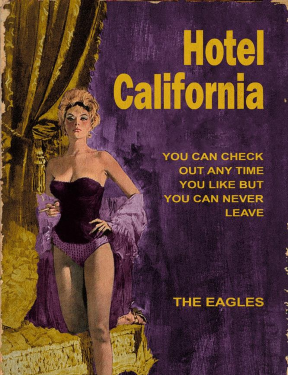 Hotel
California
YOU CAN CHECK
OUT ANY TIME
YOU LIKE BUT
YOU CAN NEVER
LEAVE
THE EAGLES